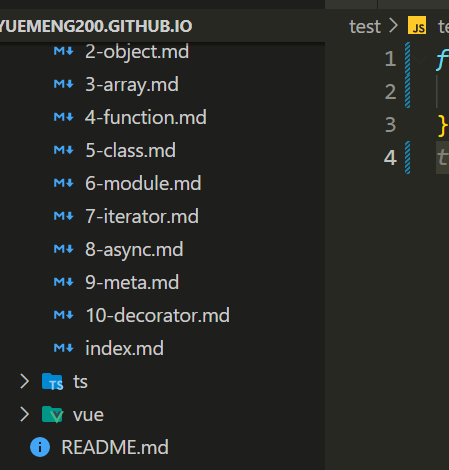 YUEMENG200.GITHUB.IO
2-object.md
3-array.md
4-function.md
5-class.md
6-module.md
7-iterator.md
8-async.md
9-meta.md
10-decorator.md
index.md
TS ts
vue
README.md
test > JS te
1 f
2
3 }
4 t